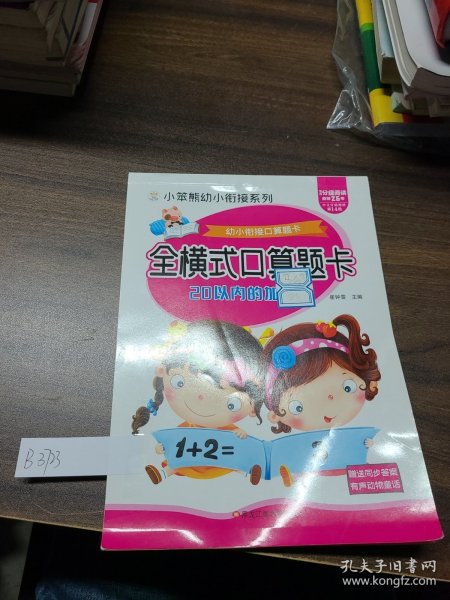 小笨熊幼小衔接系列
幼小衔接口算题卡
全横式口算题卡
20以内的加
崔钟雷 主编
1+2=
B3733
赠送同步答案
有声动物童话
孔夫子旧书网
www.kongfz.com